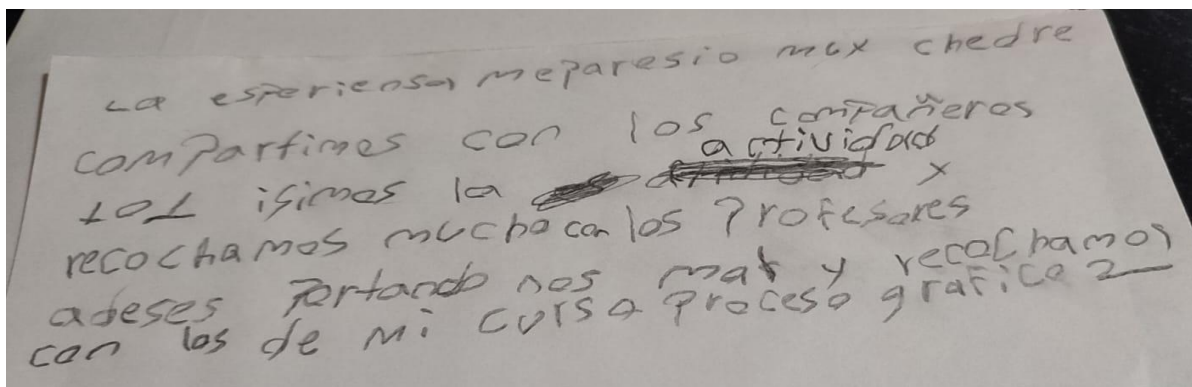 La esperiensa meparesio mux chedre
compartimos con los compañeros
101 isimos la actividad x
recochamos mucho con los Profesores
adeses Portando nos mal y recochamos
con los de mi curso Proceso grafico 2